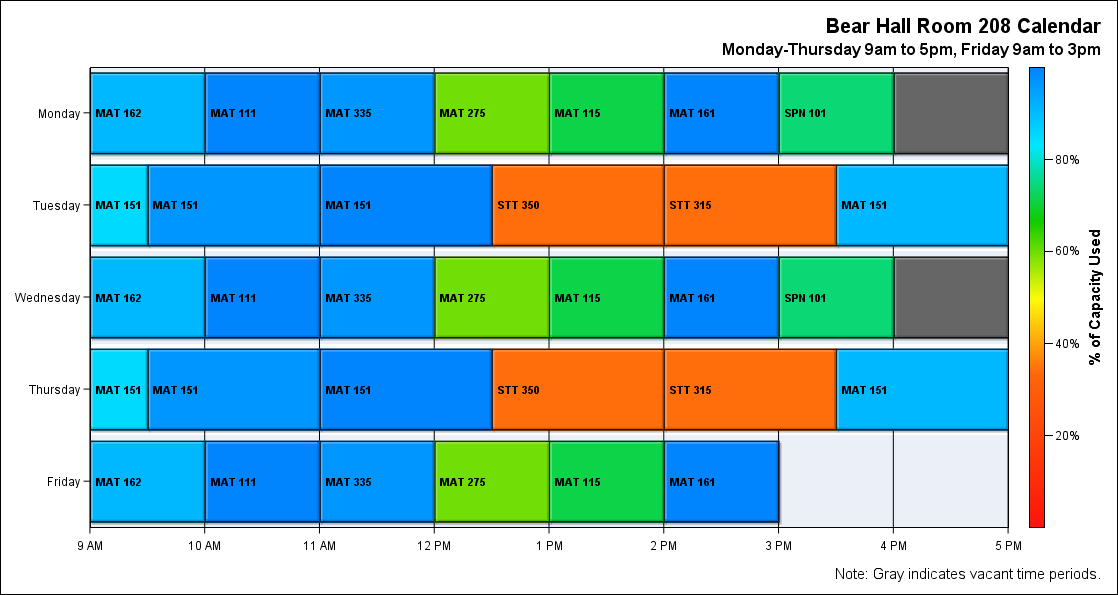 Bear Hall Room 208 Calendar
Monday-Thursday 9am to 5pm, Friday 9am to 3pm
Monday MAT 162 MAT 111 MAT 335 MAT 275 MAT 115 MAT 161 SPN 101
Tuesday MAT 151 MAT 151 MAT 151 STT 350 STT 315 MAT 151
Wednesday MAT 162 MAT 111 MAT 335 MAT 275 MAT 115 MAT 161 SPN 101
Thursday MAT 151 MAT 151 MAT 151 STT 350 STT 315 MAT 151
Friday MAT 162 MAT 111 MAT 335 MAT 275 MAT 115 MAT 161
9 AM 10 AM 11 AM 12 PM 1 PM 2 PM 3 PM 4 PM 5 PM
80%
60%
40%
20%
% of Capacity Used
Note: Gray indicates vacant time periods.